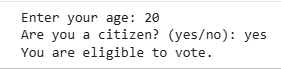 Enter your age: 20
Are you a citizen? (yes/no): yes
You are eligible to vote.